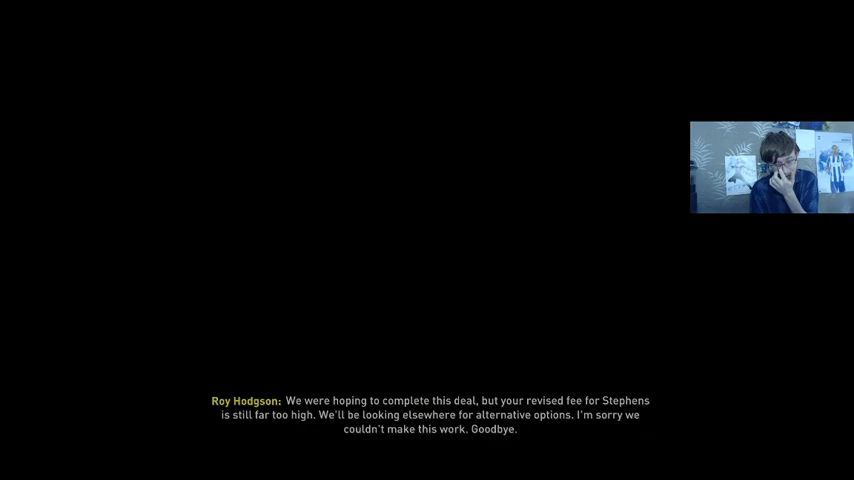 Roy Hodgson: We were hoping to complete this deal, but your revised fee for Stephens
is still far too high. We'll be looking elsewhere for alternative options. I'm sorry we
couldn't make this work. Goodbye.